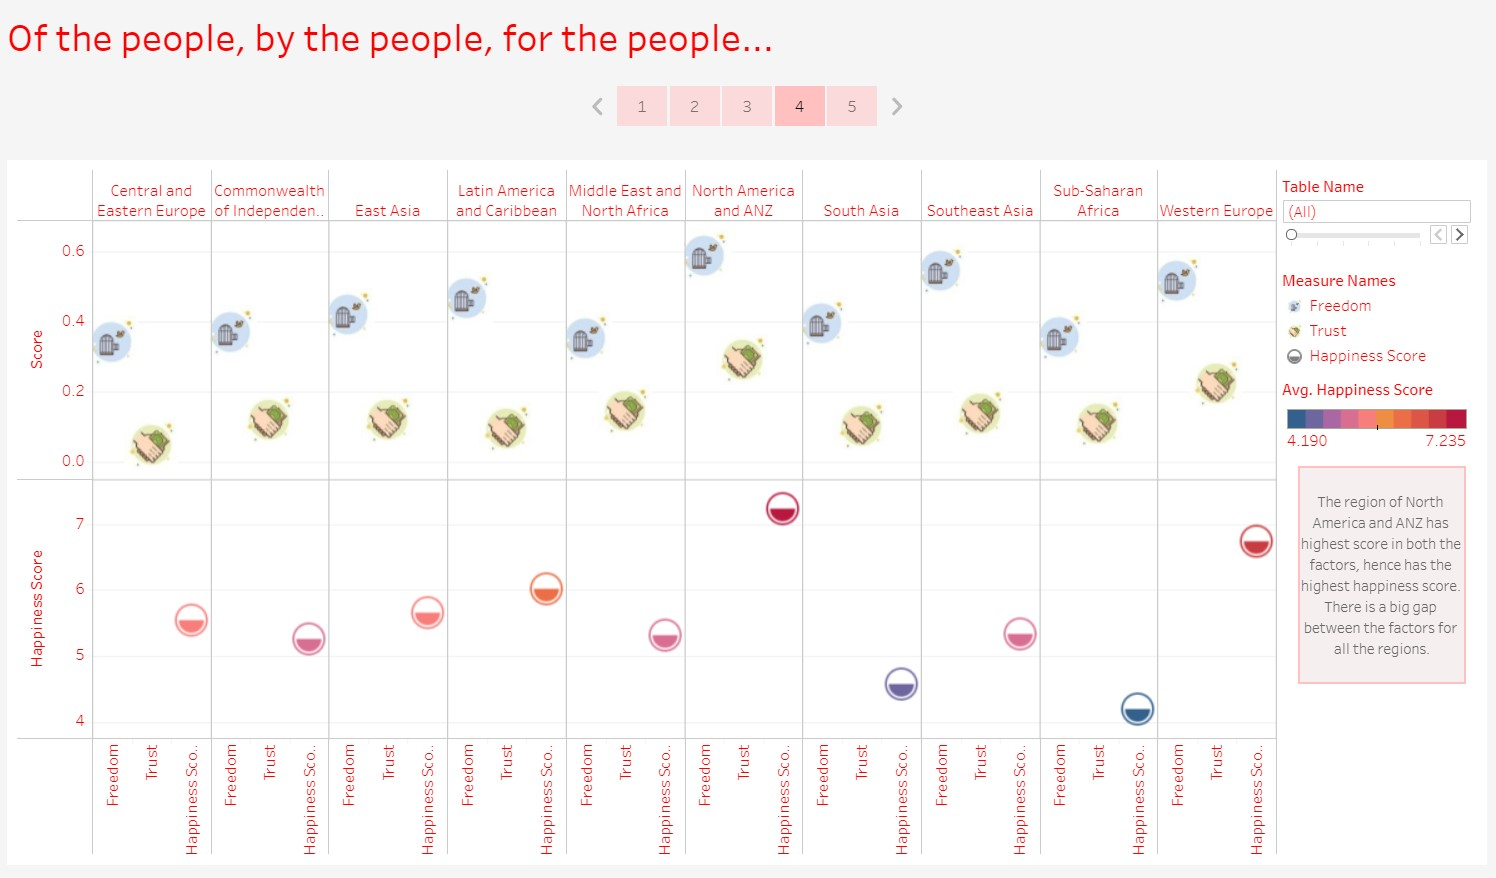 Of the people, by the people, for the people...
1 2 3 4 5
Central and
Eastern Europe
Commonwealth
of Independen..
East Asia
Latin America
and Caribbean
Middle East and
North Africa
North America
and ANZ
South Asia
Southeast Asia
Sub-Saharan
Africa
Western Europe
Score
0.6
0.4
0.2
0.0
Happiness Score
7
6
5
4
Freedom
Trust
Happiness Sco..
Freedom
Trust
Happiness Sco..
Freedom
Trust
Happiness Sco..
Freedom
Trust
Happiness Sco..
Freedom
Trust
Happiness Sco..
Freedom
Trust
Happiness Sco..
Freedom
Trust
Happiness Sco..
Freedom
Trust
Happiness Sco..
Freedom
Trust
Happiness Sco..
Freedom
Trust
Happiness Sco..
Table Name
(All)
Measure Names
Freedom
Trust
Happiness Score
Avg. Happiness Score
4.190 7.235
The region of North
America and ANZ has
highest score in both the
factors, hence has the
highest happiness score.
There is a big gap
between the factors for
all the regions.